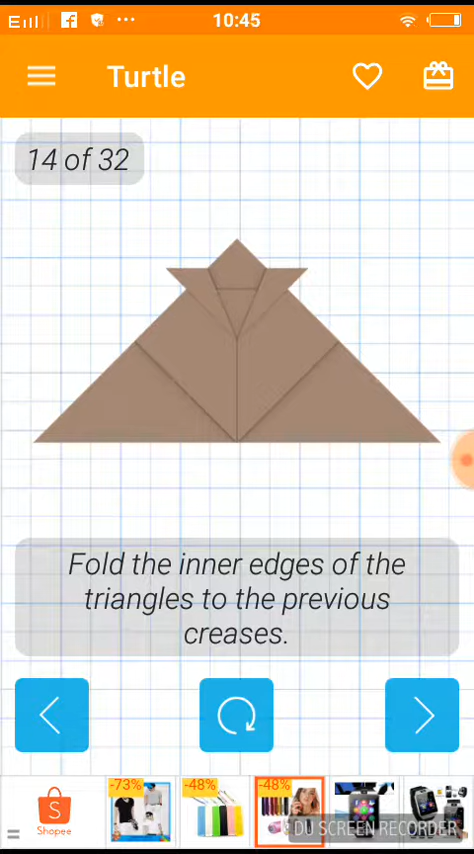 10:45
Turtle
14 of 32
Fold the inner edges of the
triangles to the previous
creases.
-73%
-48%
-48%
Shopee
DU SCREEN RECORDER